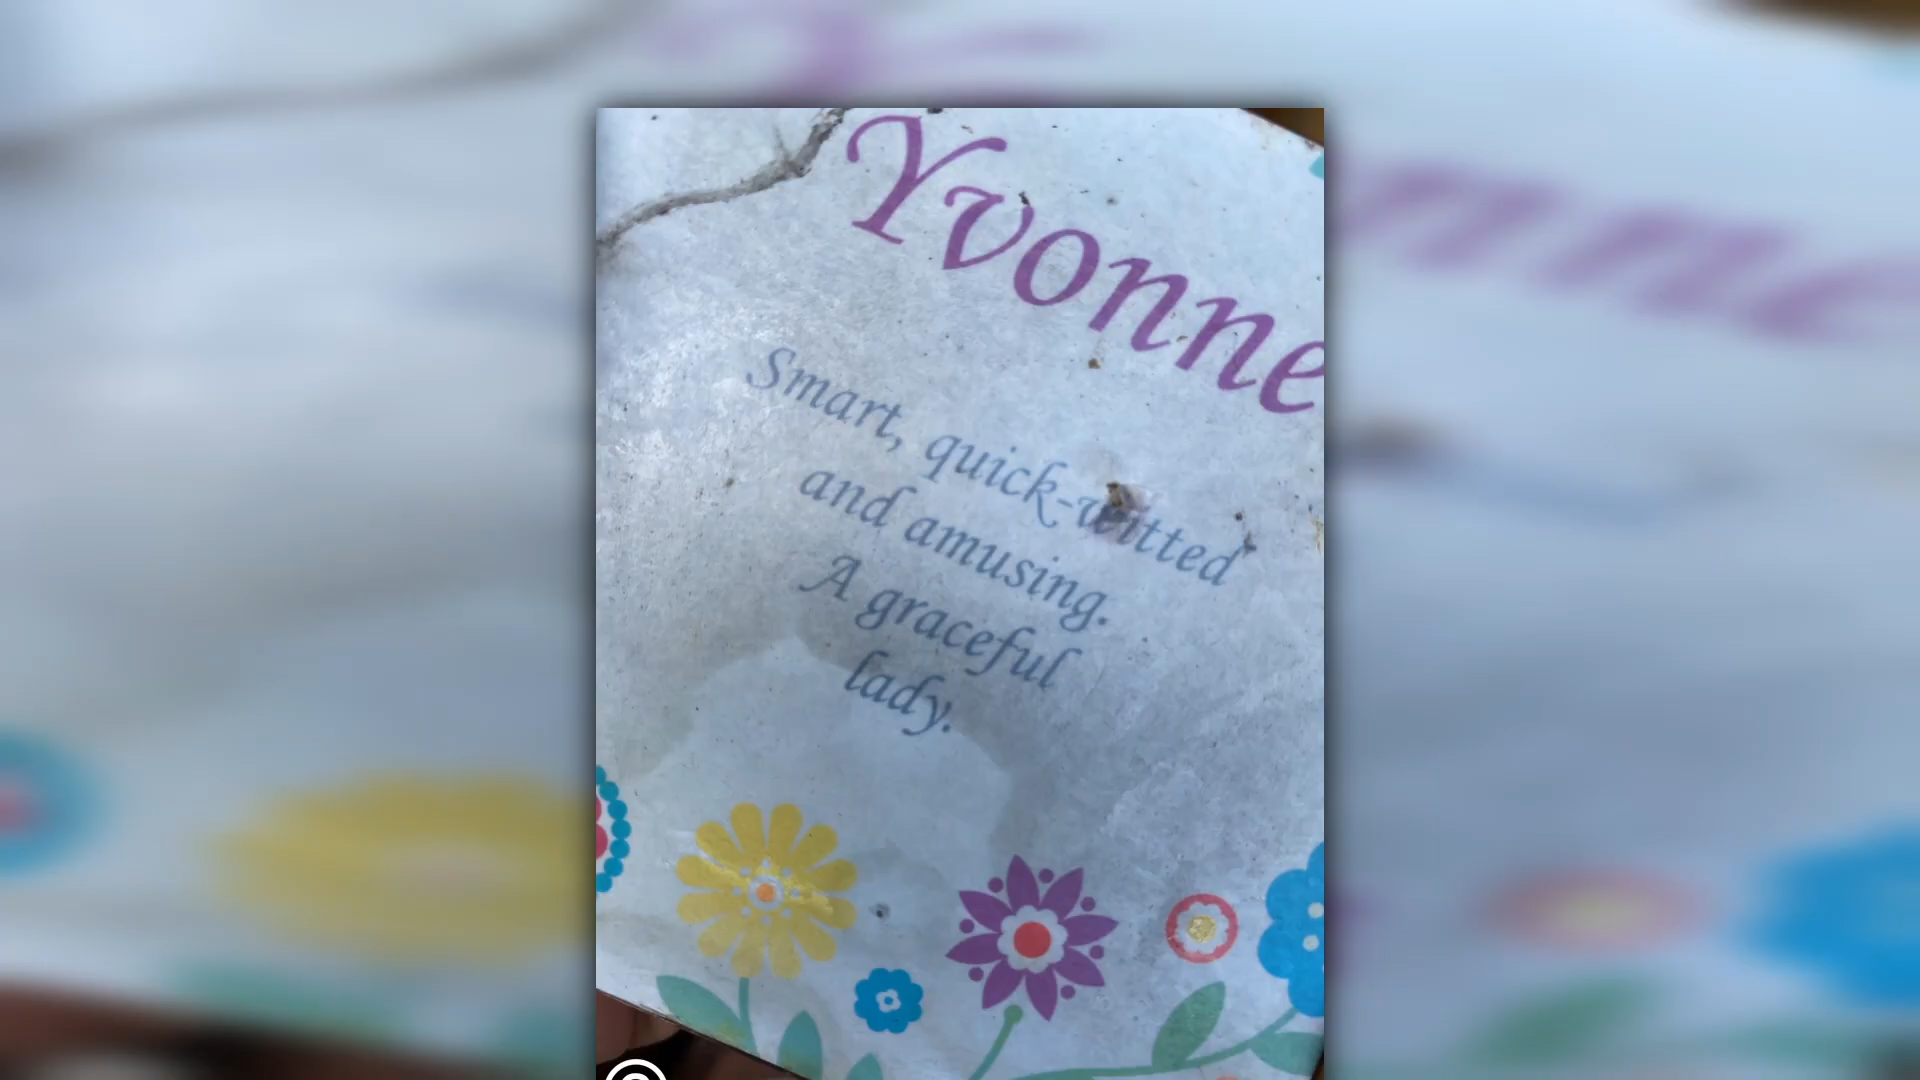 Yvonne
Smart, quick-witted
and amusing.
A graceful
lady.